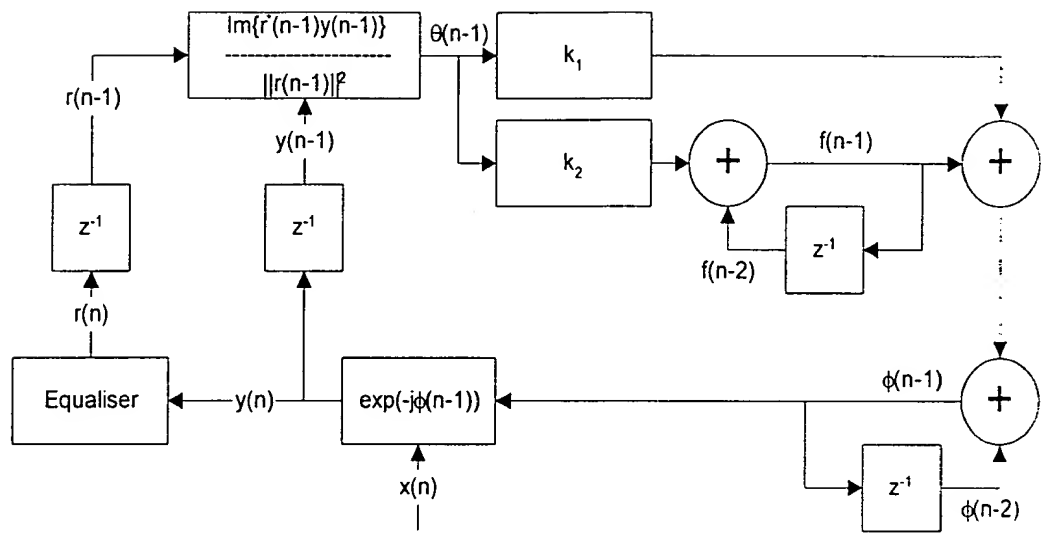 Im{r*(n-1)y(n-1)}
--------------------
||r(n-1)||²
θ(n-1)
k₁
r(n-1)
y(n-1)
k₂
+
f(n-1)
+
z⁻¹
z⁻¹
z⁻¹
f(n-2)
r(n)
Equaliser
y(n)
exp(-jϕ(n-1))
ϕ(n-1)
+
x(n)
z⁻¹
ϕ(n-2)